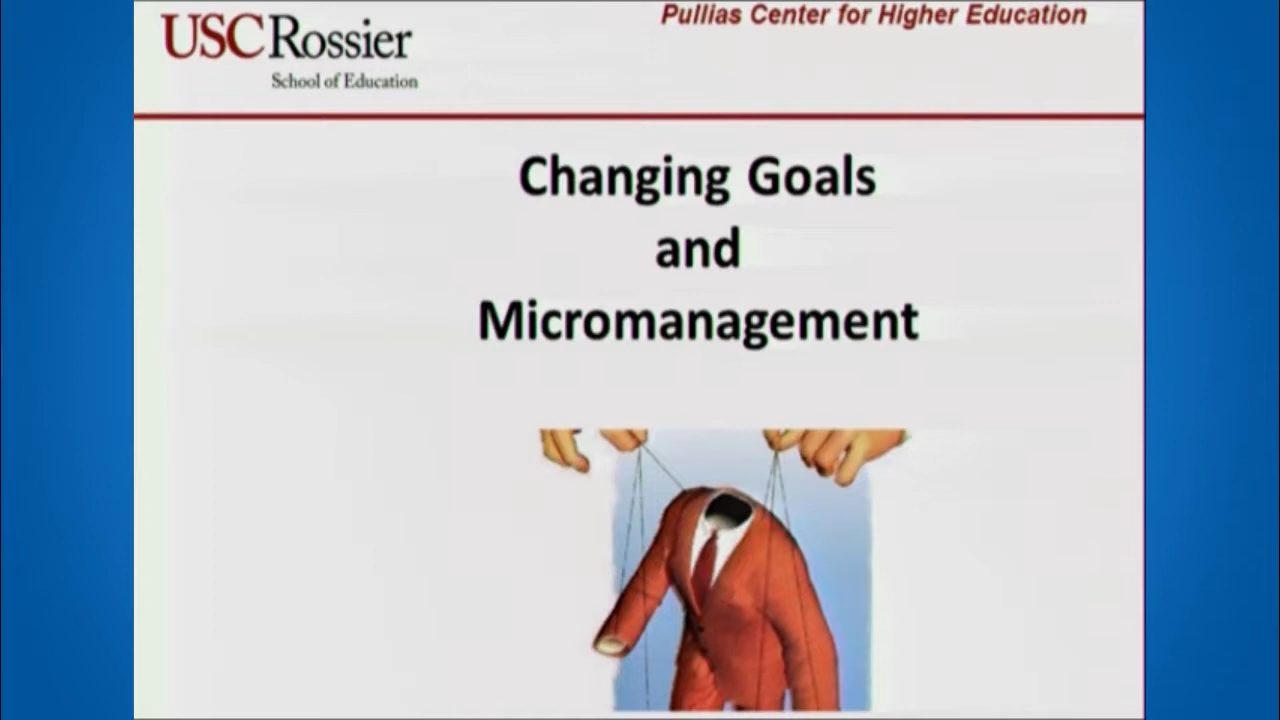 USC Rossier
School of Education
Pullias Center for Higher Education
Changing Goals
and
Micromanagement